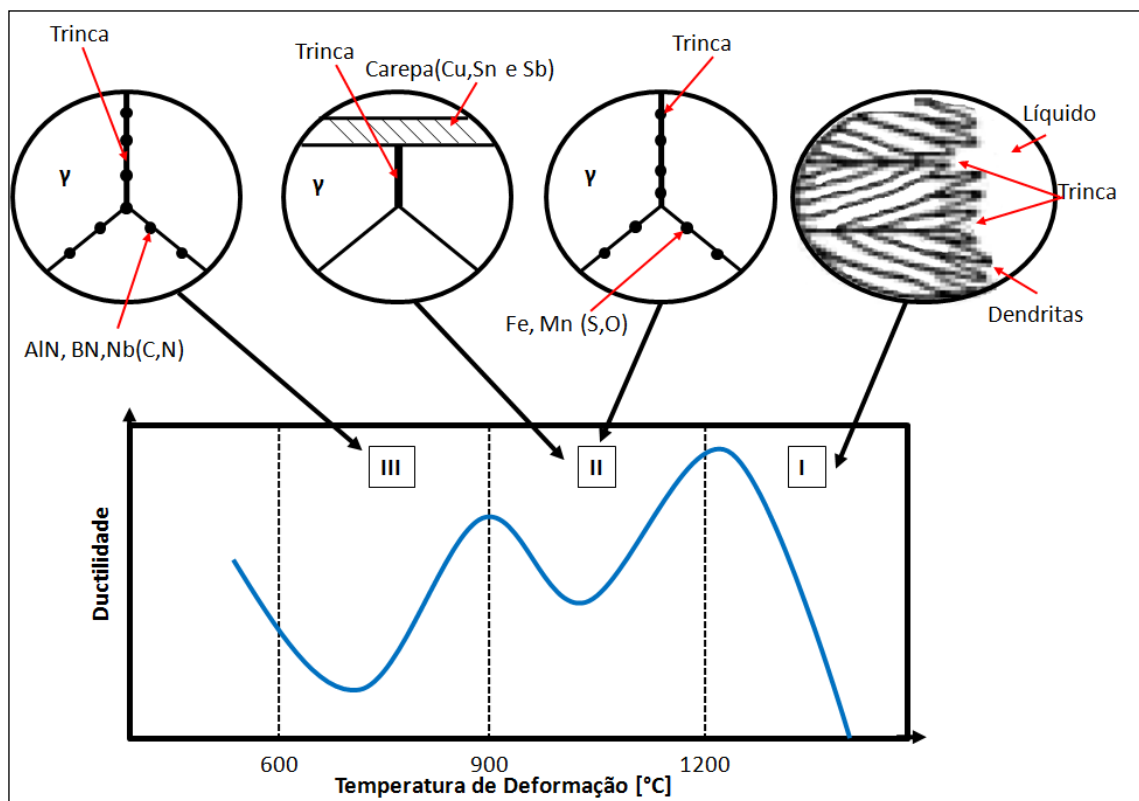 Trinca
Carepa(Cu,Sn e Sb)
Trinca
Trinca
Líquido
γ
γ
γ
Trinca
Dendritas
AlN, BN,Nb(C,N)
Fe, Mn (S,O)
III
II
I
Ductilidade
600
900
1200
Temperatura de Deformação [°C]